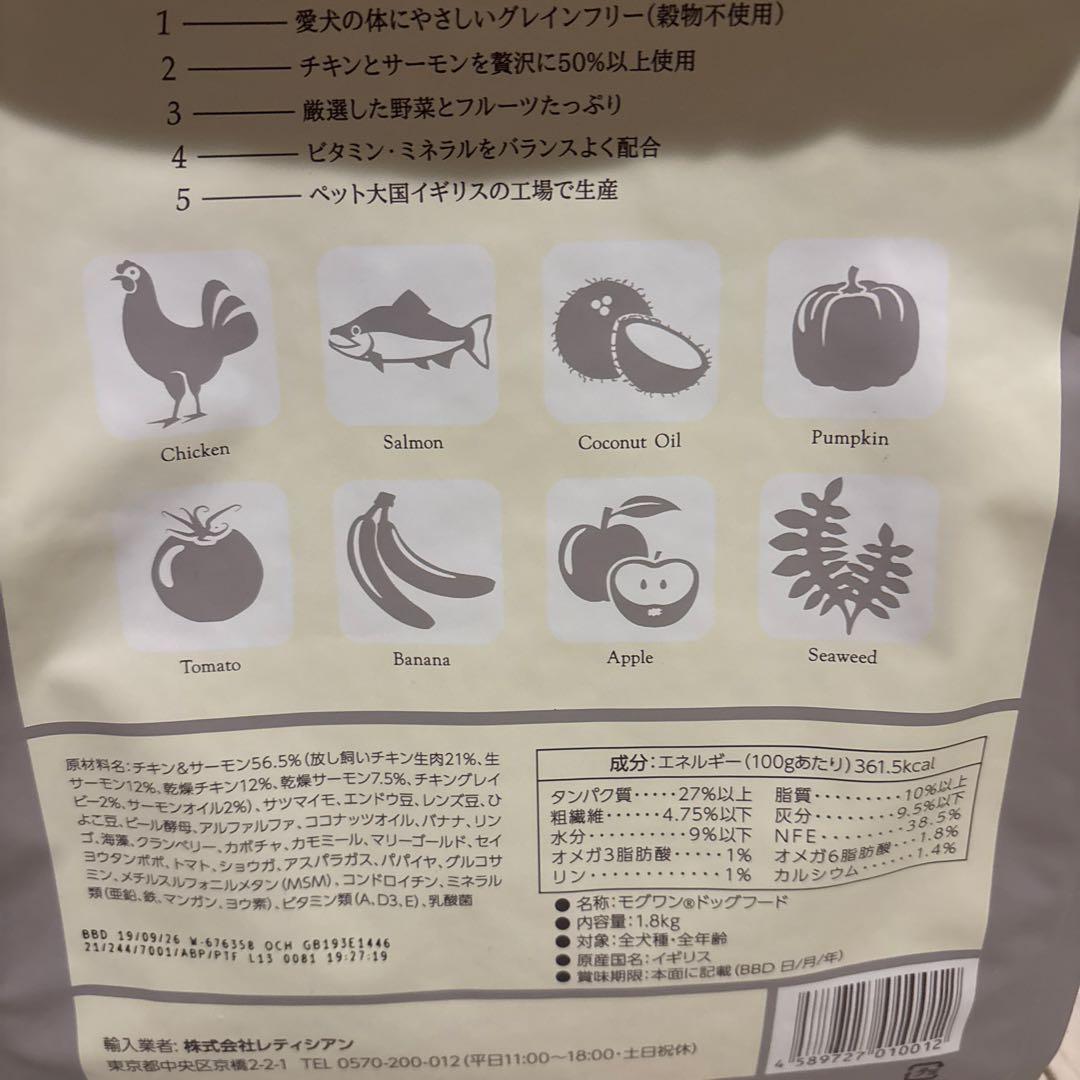 1 愛犬の体にやさしいグレインフリー(穀物不使用)
2 チキンとサーモンを贅沢に50%以上使用
3 厳選した野菜とフルーツたっぷり
4 ビタミン・ミネラルをバランスよく配合
5 ペット大国イギリスの工場で生産
Chicken
Salmon
Coconut Oil
Pumpkin
Tomato
Banana
Apple
Seaweed
原材料名:チキン&サーモン56.5%(放し飼いチキン生肉21%、生
サーモン12%、乾燥チキン12%、乾燥サーモン7.5%、チキングレイ
ビー2%、サーモンオイル2%)、サツマイモ、エンドウ豆、レンズ豆、ひ
よこ豆、ビール酵母、アルファルファ、ココナッツオイル、バナナ、リン
ゴ、海藻、クランベリー、カボチャ、カモミール、マリーゴールド、セイ
ヨウタンポポ、トマト、ショウガ、アスパラガス、パパイヤ、グルコサ
ミン、メチルスルフォニルメタン(MSM)、コンドロイチン、ミネラル
類(亜鉛、鉄、マンガン、ヨウ素)、ビタミン類(A、D3、E)、乳酸菌
BBD 19/09/26 W-676358 OCH GB193E1446
21/244/7001/ABP/PTF L13 0081 19:27:19
成分:エネルギー(100gあたり)361.5kcal
タンパク質・・・・・27%以上 脂質・・・・・・・・・10%以上
粗繊維・・・・・・4.75%以下 灰分・・・・・・・・9.5%以下
水分・・・・・・・・・9%以下 NFE・・・・・・・・・38.5%
オメガ3脂肪酸・・・・・1% オメガ6脂肪酸・・・・・1.8%
リン・・・・・・・・・・・・1% カルシウム・・・・・・・1.4%
● 名称:モグワン®ドッグフード
● 内容量:1.8kg
● 対象:全犬種・全年齢
● 原産国名:イギリス
● 賞味期限:本面に記載(BBD 日/月/年)
輸入業者: 株式会社レティシアン
東京都中央区京橋2-2-1 TEL 0570-200-012(平日11:00〜18:00・土日祝休)
4 589727 010012